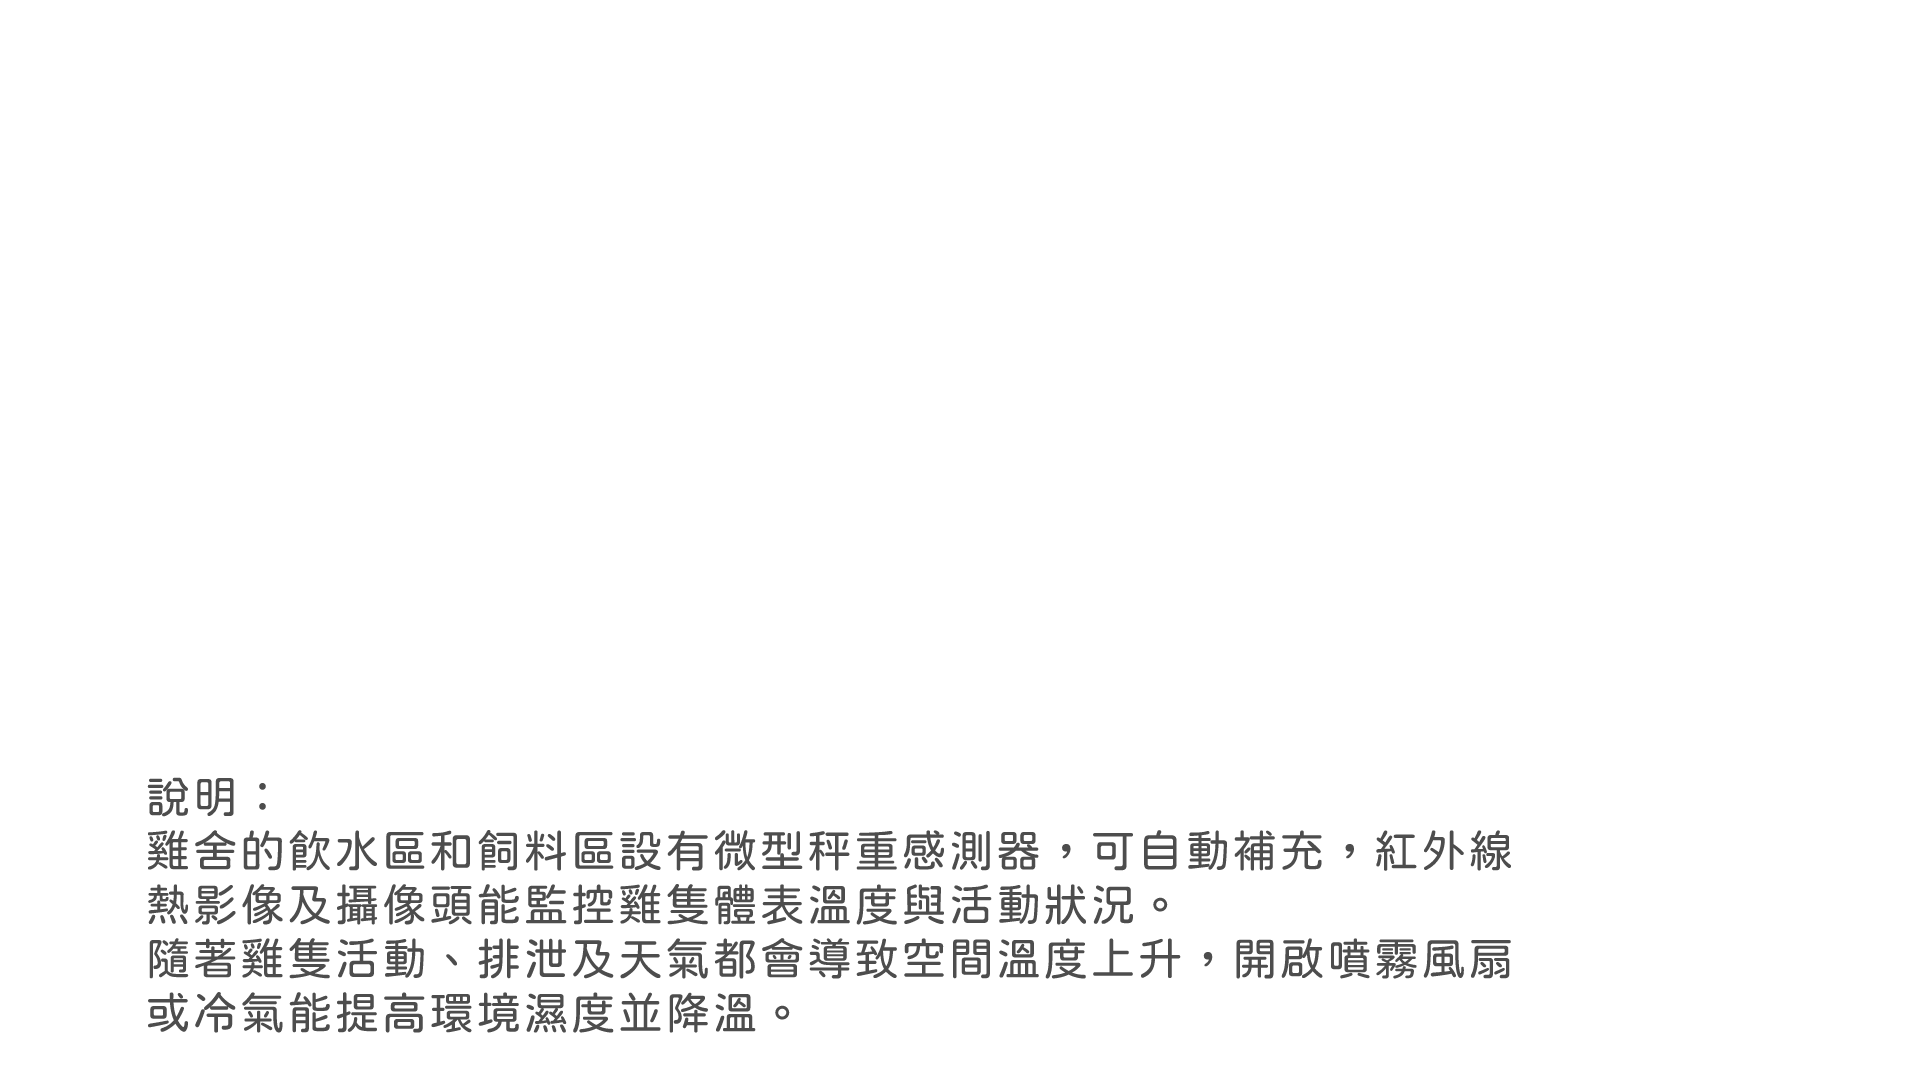 說明：
雞舍的飲水區和飼料區設有微型秤重感測器，可自動補充，紅外線
熱影像及攝像頭能監控雞隻體表溫度與活動狀況。
隨著雞隻活動、排泄及天氣都會導致空間溫度上升，開啟噴霧風扇
或冷氣能提高環境濕度並降溫。